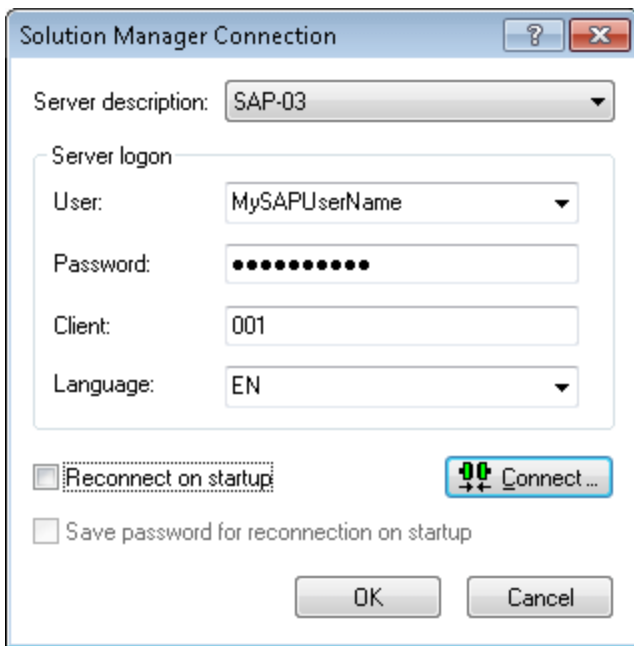 Solution Manager Connection
Server description: SAP-03
Server logon
User: MySAPUserName
Password: ●●●●●●●●●●
Client: 001
Language: EN
Reconnect on startup Connect...
Save password for reconnection on startup
OK Cancel